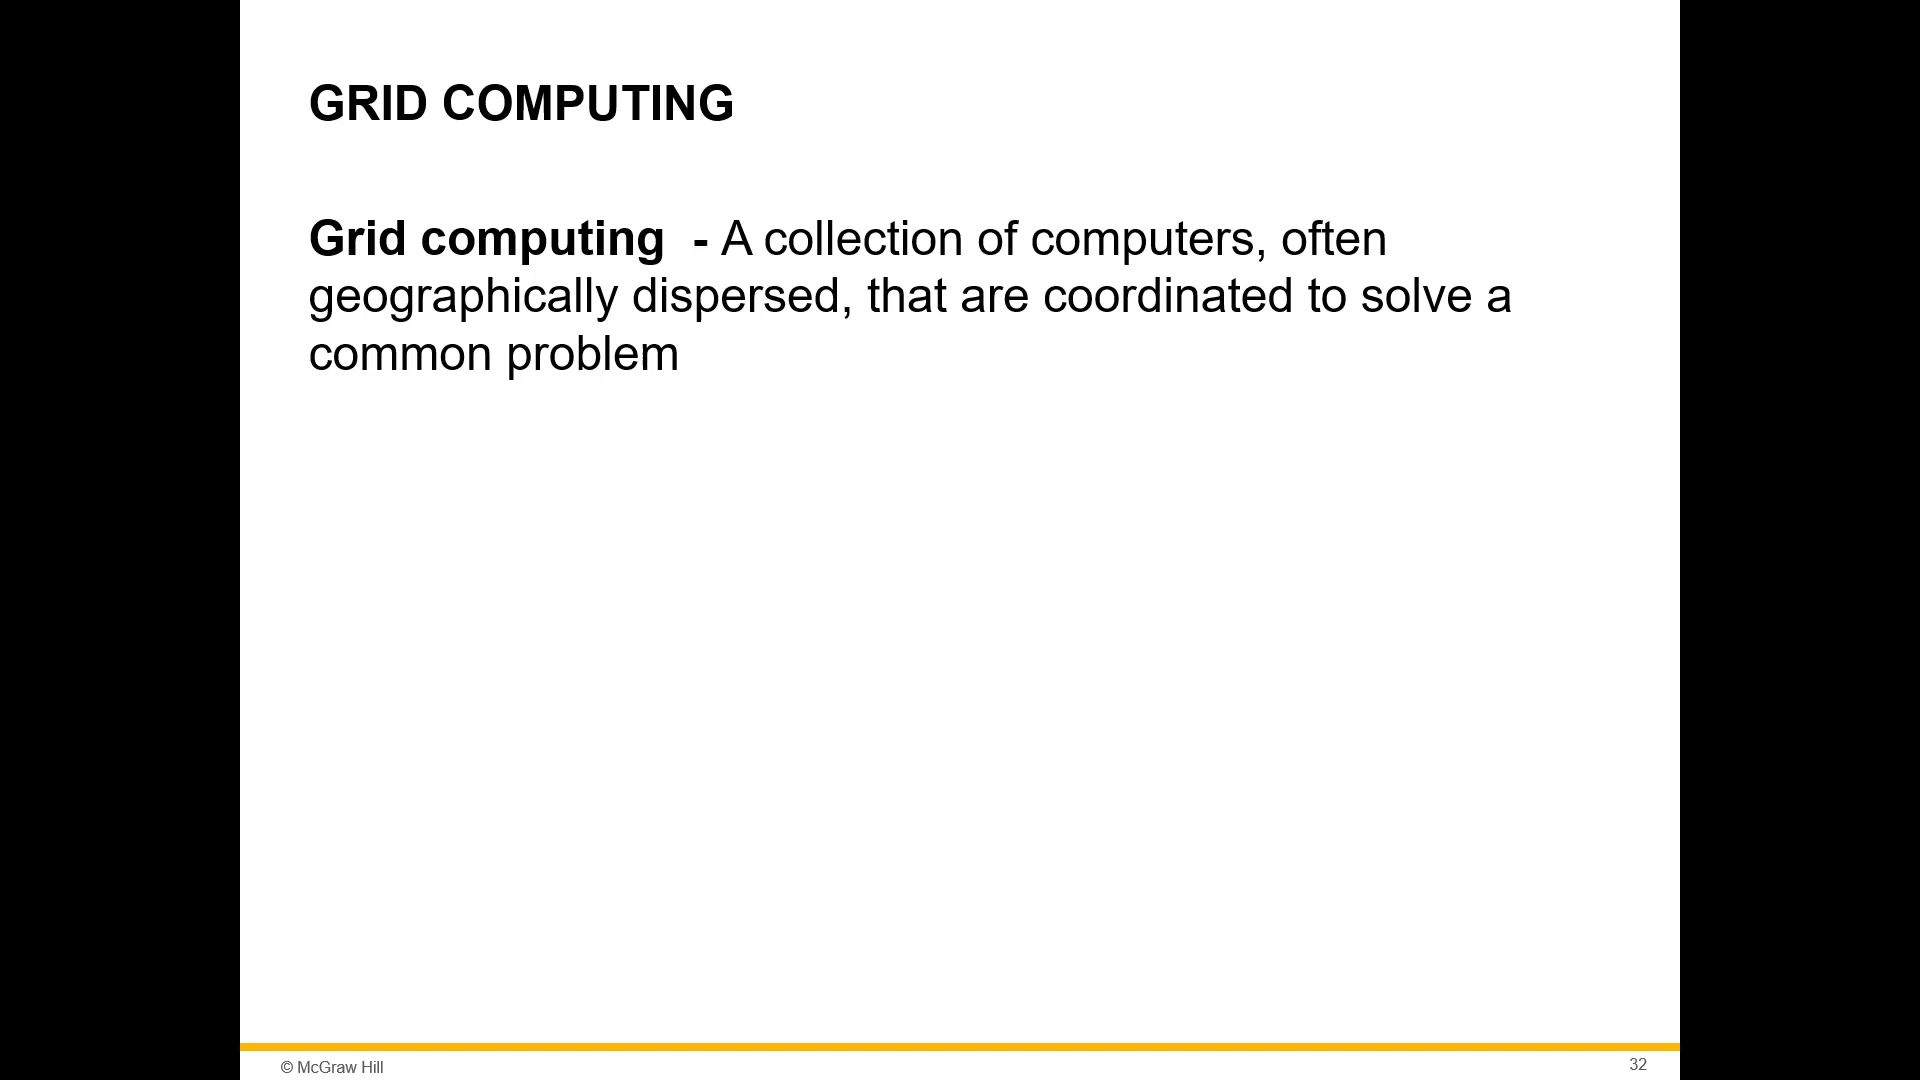 GRID COMPUTING
Grid computing  - A collection of computers, often
geographically dispersed, that are coordinated to solve a
common problem
© McGraw Hill
32